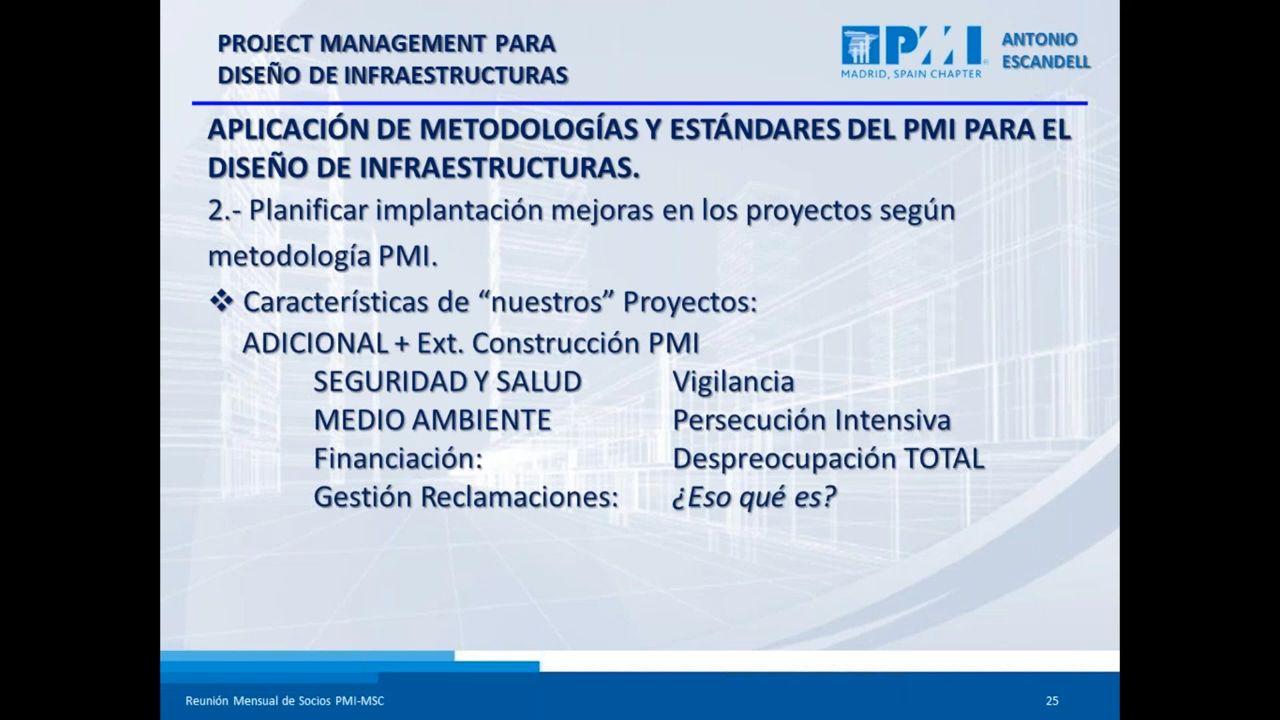 PROJECT MANAGEMENT PARA
DISEÑO DE INFRAESTRUCTURAS
PMI
MADRID, SPAIN CHAPTER
ANTONIO
ESCANDELL
APLICACIÓN DE METODOLOGÍAS Y ESTÁNDARES DEL PMI PARA EL
DISEÑO DE INFRAESTRUCTURAS.
2.- Planificar implantación mejoras en los proyectos según
metodología PMI.
❖ Características de “nuestros” Proyectos:
ADICIONAL + Ext. Construcción PMI
SEGURIDAD Y SALUD Vigilancia
MEDIO AMBIENTE Persecución Intensiva
Financiación: Despreocupación TOTAL
Gestión Reclamaciones: ¿Eso qué es?
Reunión Mensual de Socios PMI-MSC 25